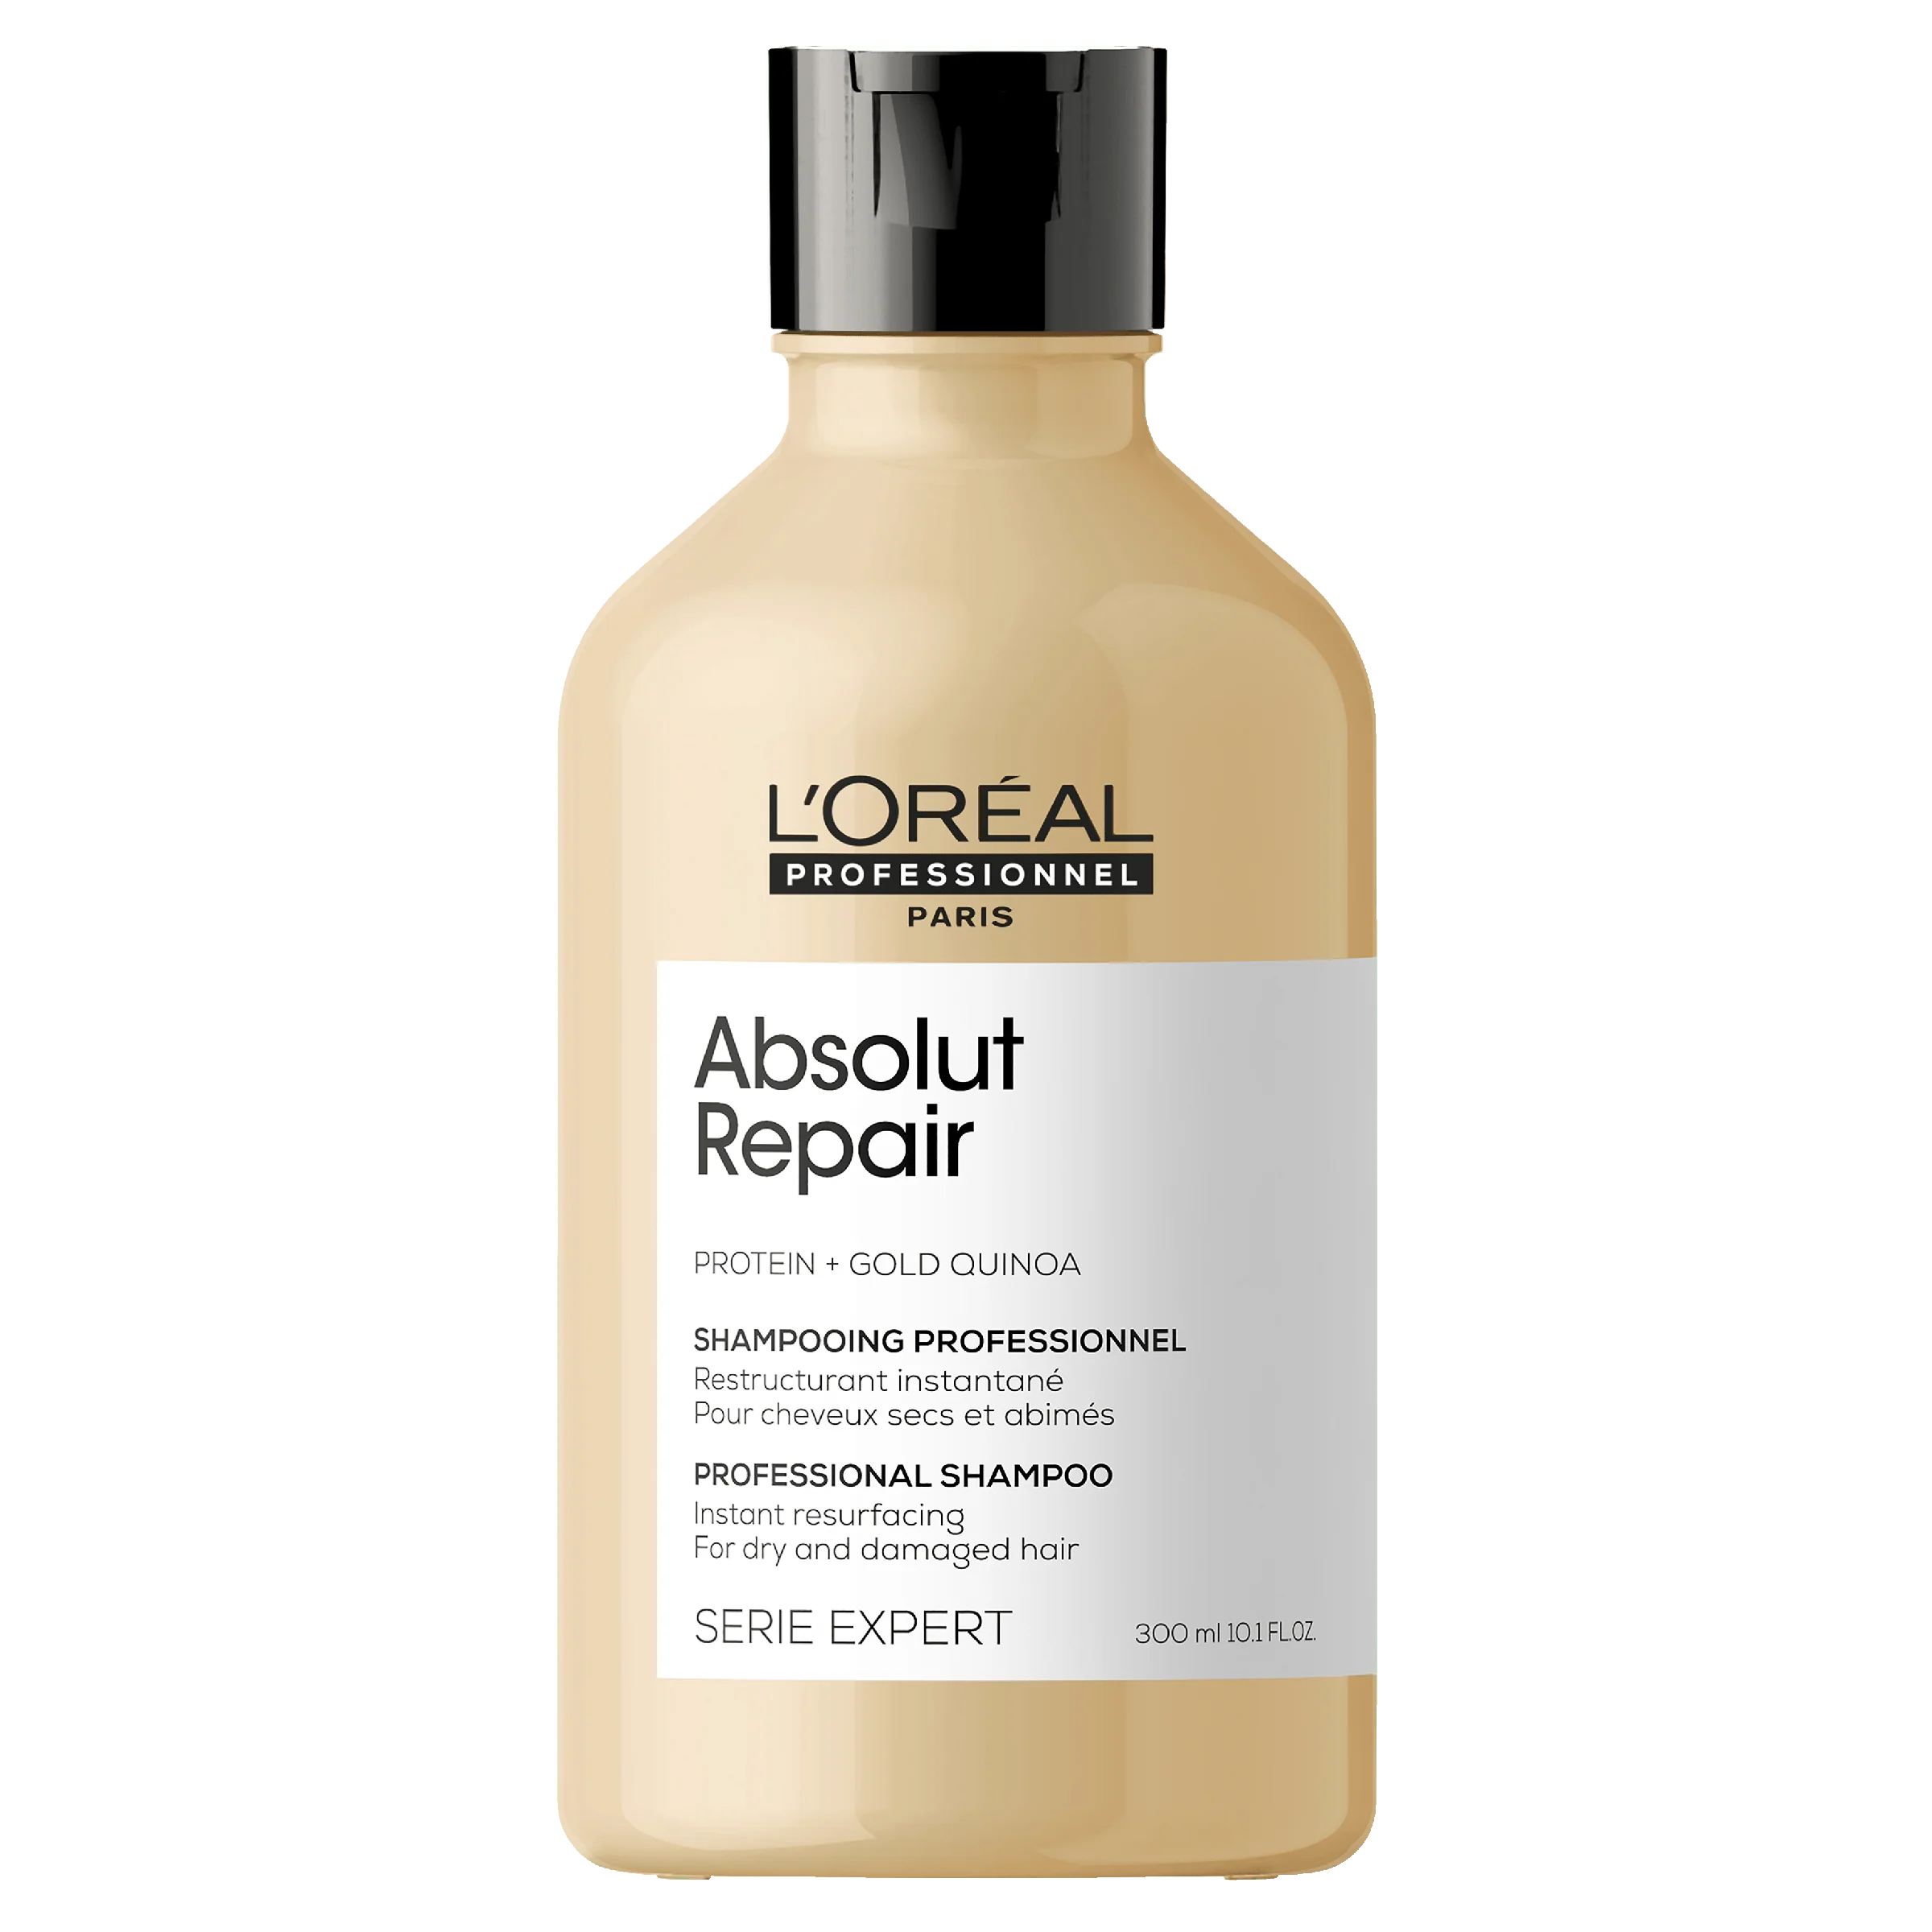 L'ORÉAL
PROFESSIONNEL
PARIS
Absolut
Repair
PROTEIN + GOLD QUINOA
SHAMPOOING PROFESSIONNEL
Restructurant instantané
Pour cheveux secs et abimés
PROFESSIONAL SHAMPOO
Instant resurfacing
For dry and damaged hair
SERIE EXPERT
300 ml 10.1 FL.OZ.